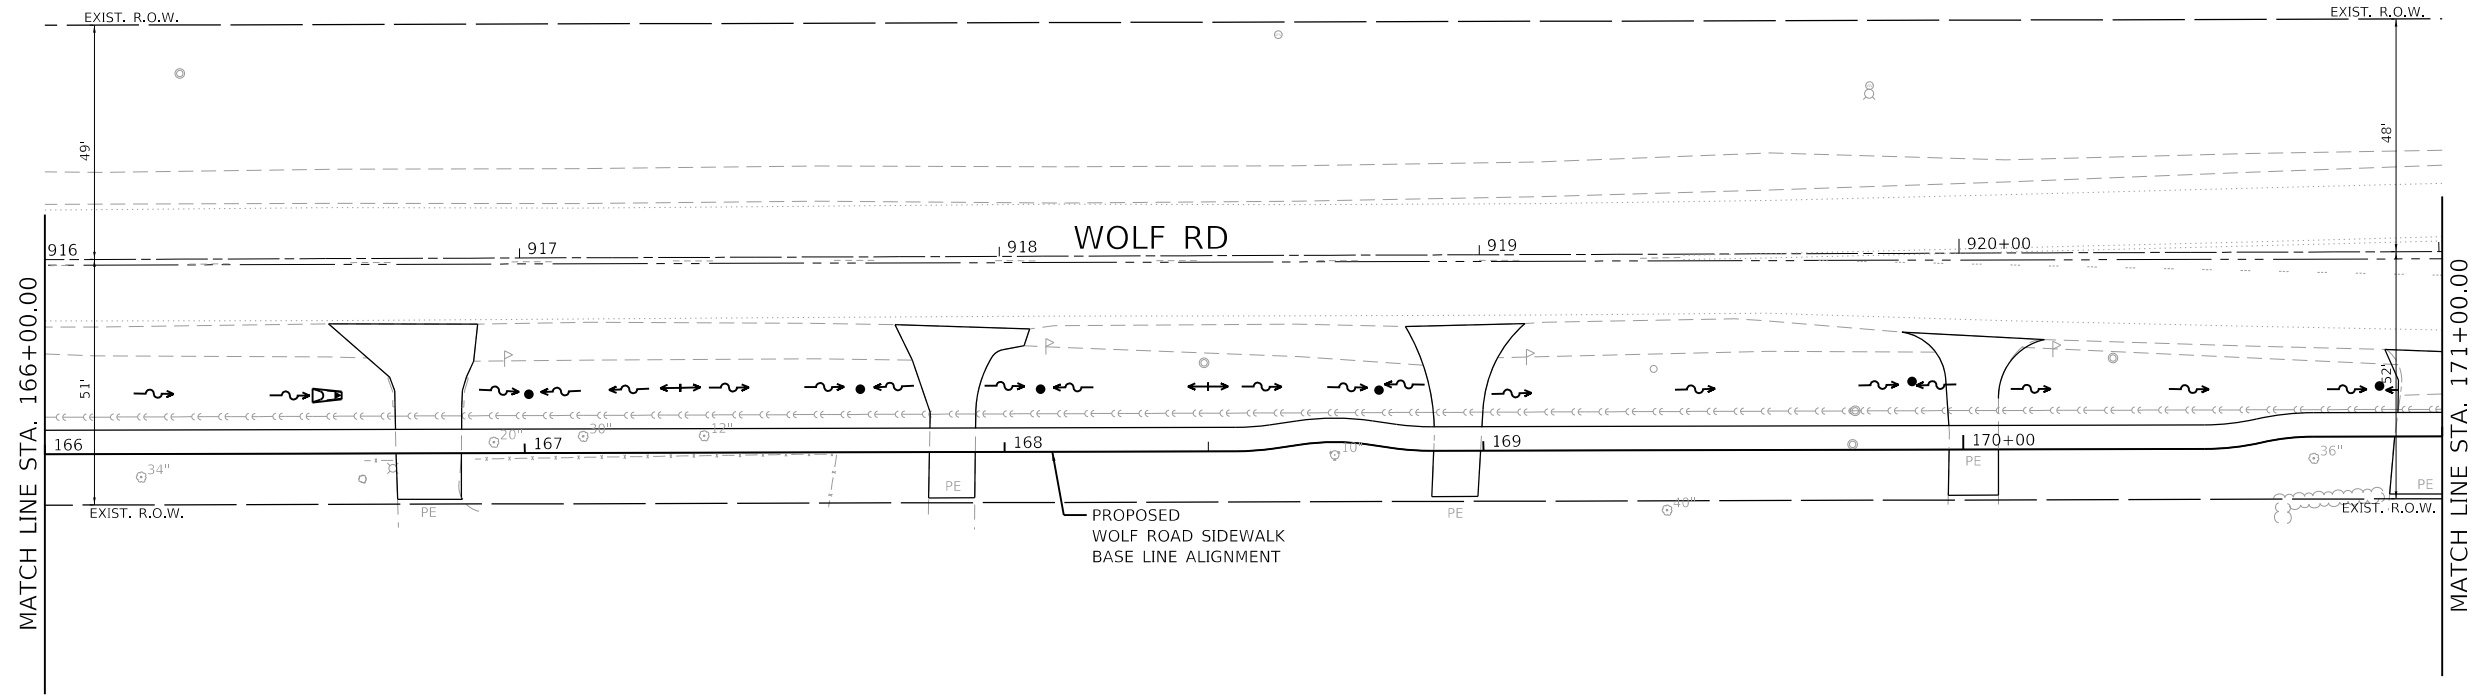 EXIST. R.O.W.
EXIST. R.O.W.
49'
48'
WOLF RD
916
917
918
919
920+00
1
MATCH LINE STA. 166+00.00
MATCH LINE STA. 171+00.00
51'
52'
20"
30"
12"
166
167
168
169
170+00
10"
34"
36"
PE
PE
PE
PE
PE
40"
EXIST. R.O.W.
EXIST. R.O.W.
PROPOSED
WOLF ROAD SIDEWALK
BASE LINE ALIGNMENT